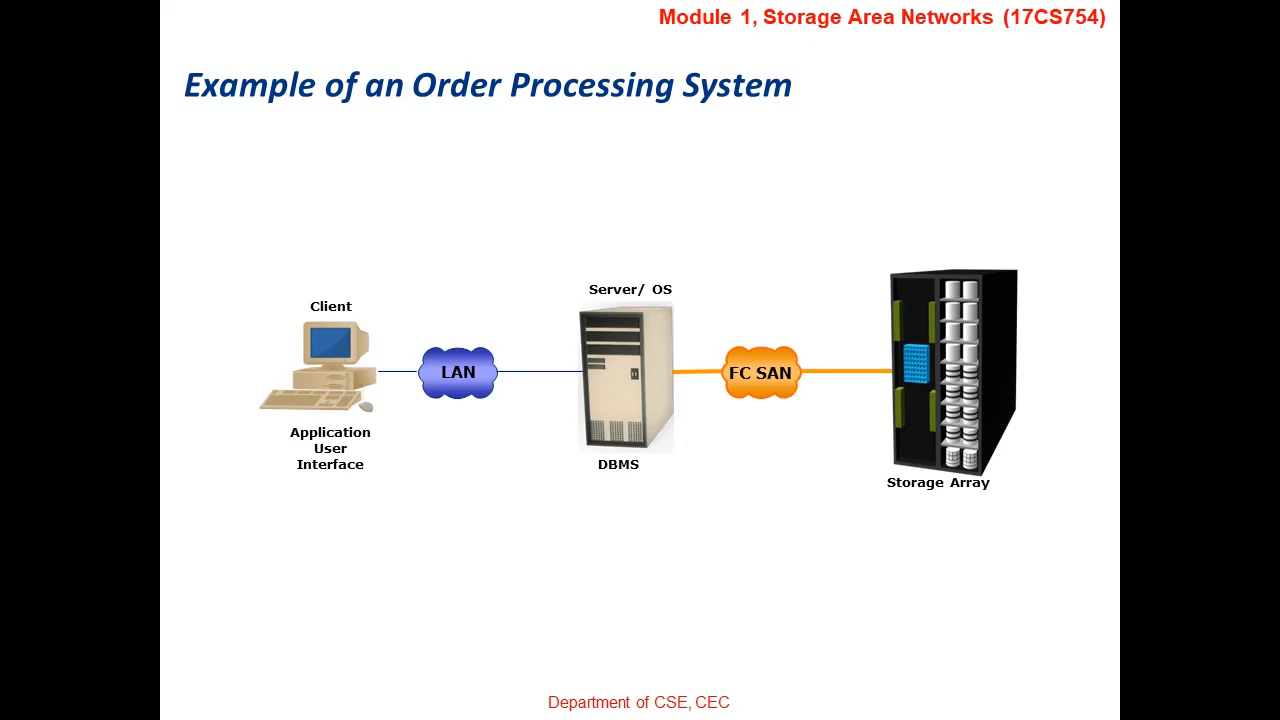 Module 1, Storage Area Networks (17CS754)
Example of an Order Processing System
Client
Application
User
Interface
LAN
Server/ OS
DBMS
FC SAN
Storage Array
Department of CSE, CEC